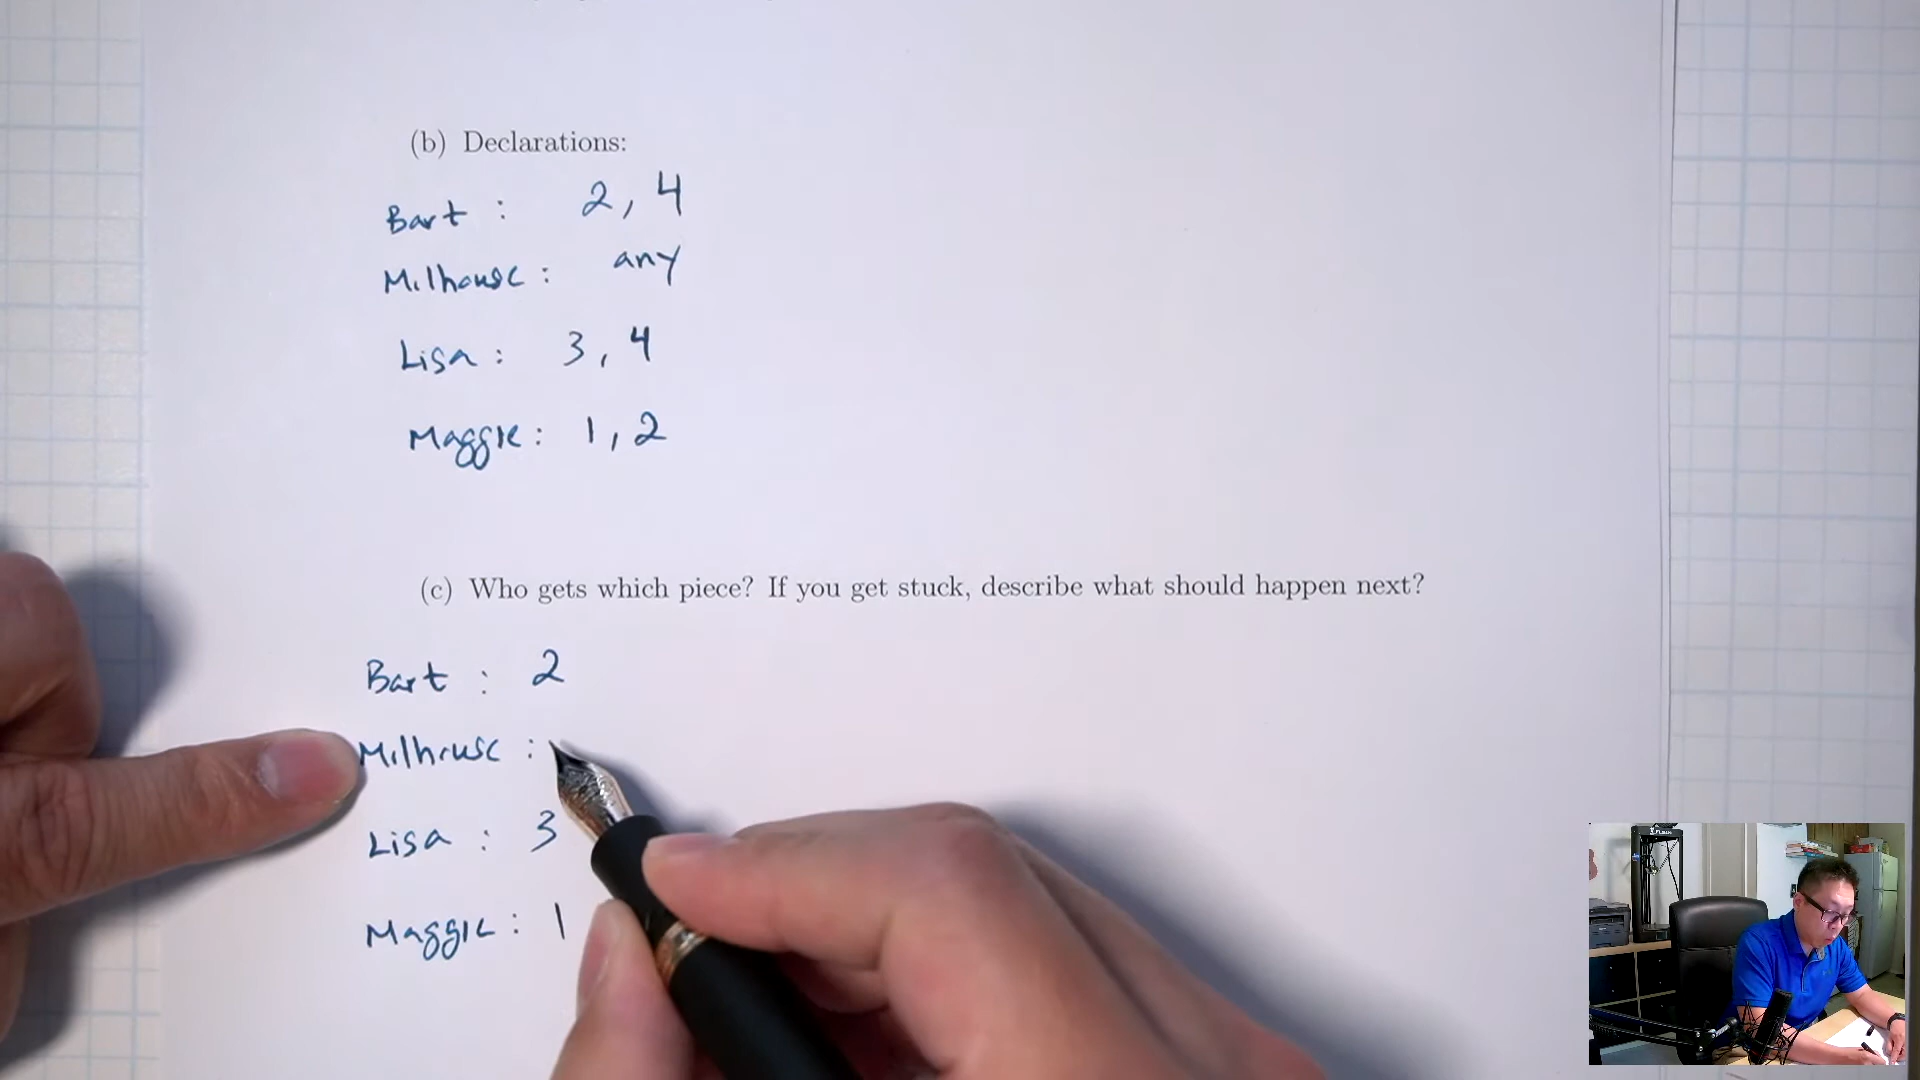 (b) Declarations:
Bart : 2, 4
Milhouse : any
Lisa : 3, 4
Maggie : 1, 2
(c) Who gets which piece? If you get stuck, describe what should happen next?
Bart : 2
Milhouse :
Lisa : 3
Maggie : 1